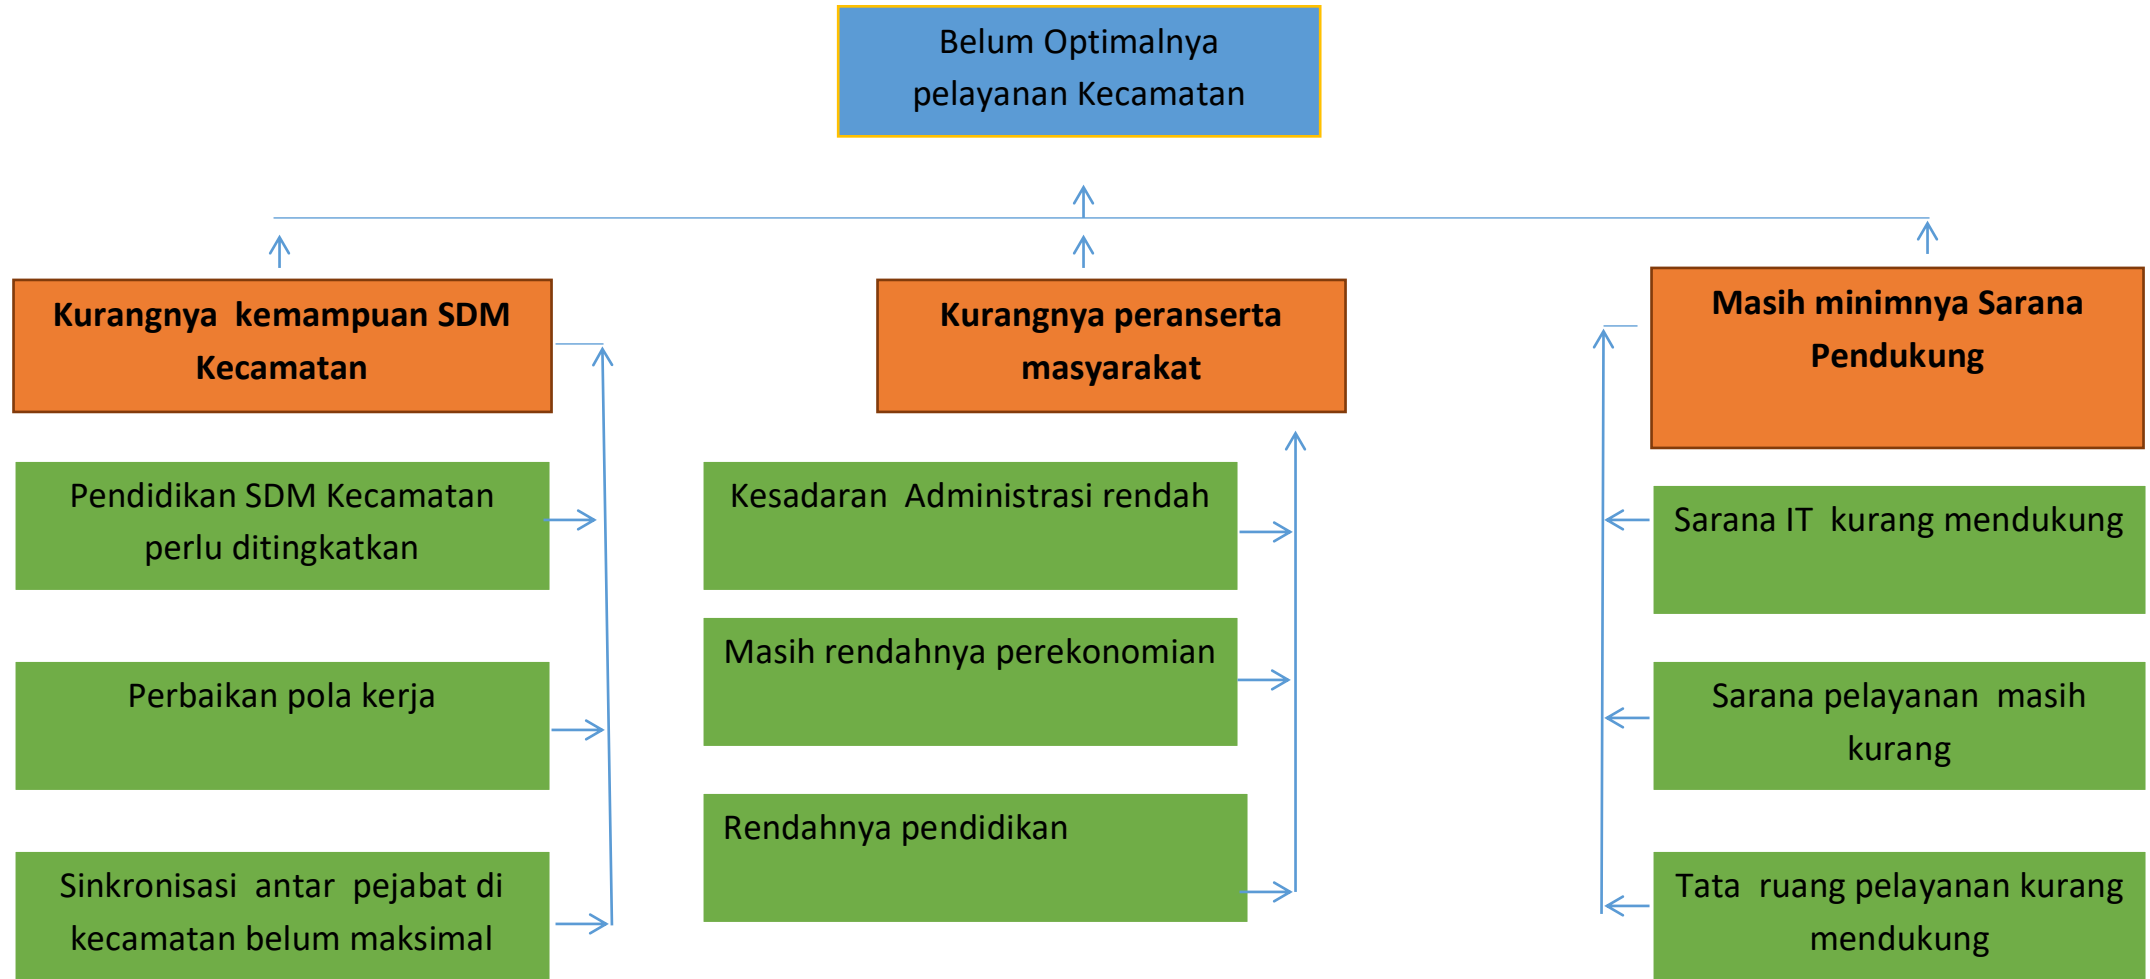 Belum Optimalnya
pelayanan Kecamatan
Kurangnya  kemampuan SDM
Kecamatan
Kurangnya peranserta
masyarakat
Masih minimnya Sarana
Pendukung
Pendidikan SDM Kecamatan
perlu ditingkatkan
Perbaikan pola kerja
Sinkronisasi  antar  pejabat di
kecamatan belum maksimal
Kesadaran  Administrasi rendah
Masih rendahnya perekonomian
Rendahnya pendidikan
Sarana IT  kurang mendukung
Sarana pelayanan  masih
kurang
Tata  ruang pelayanan kurang
mendukung